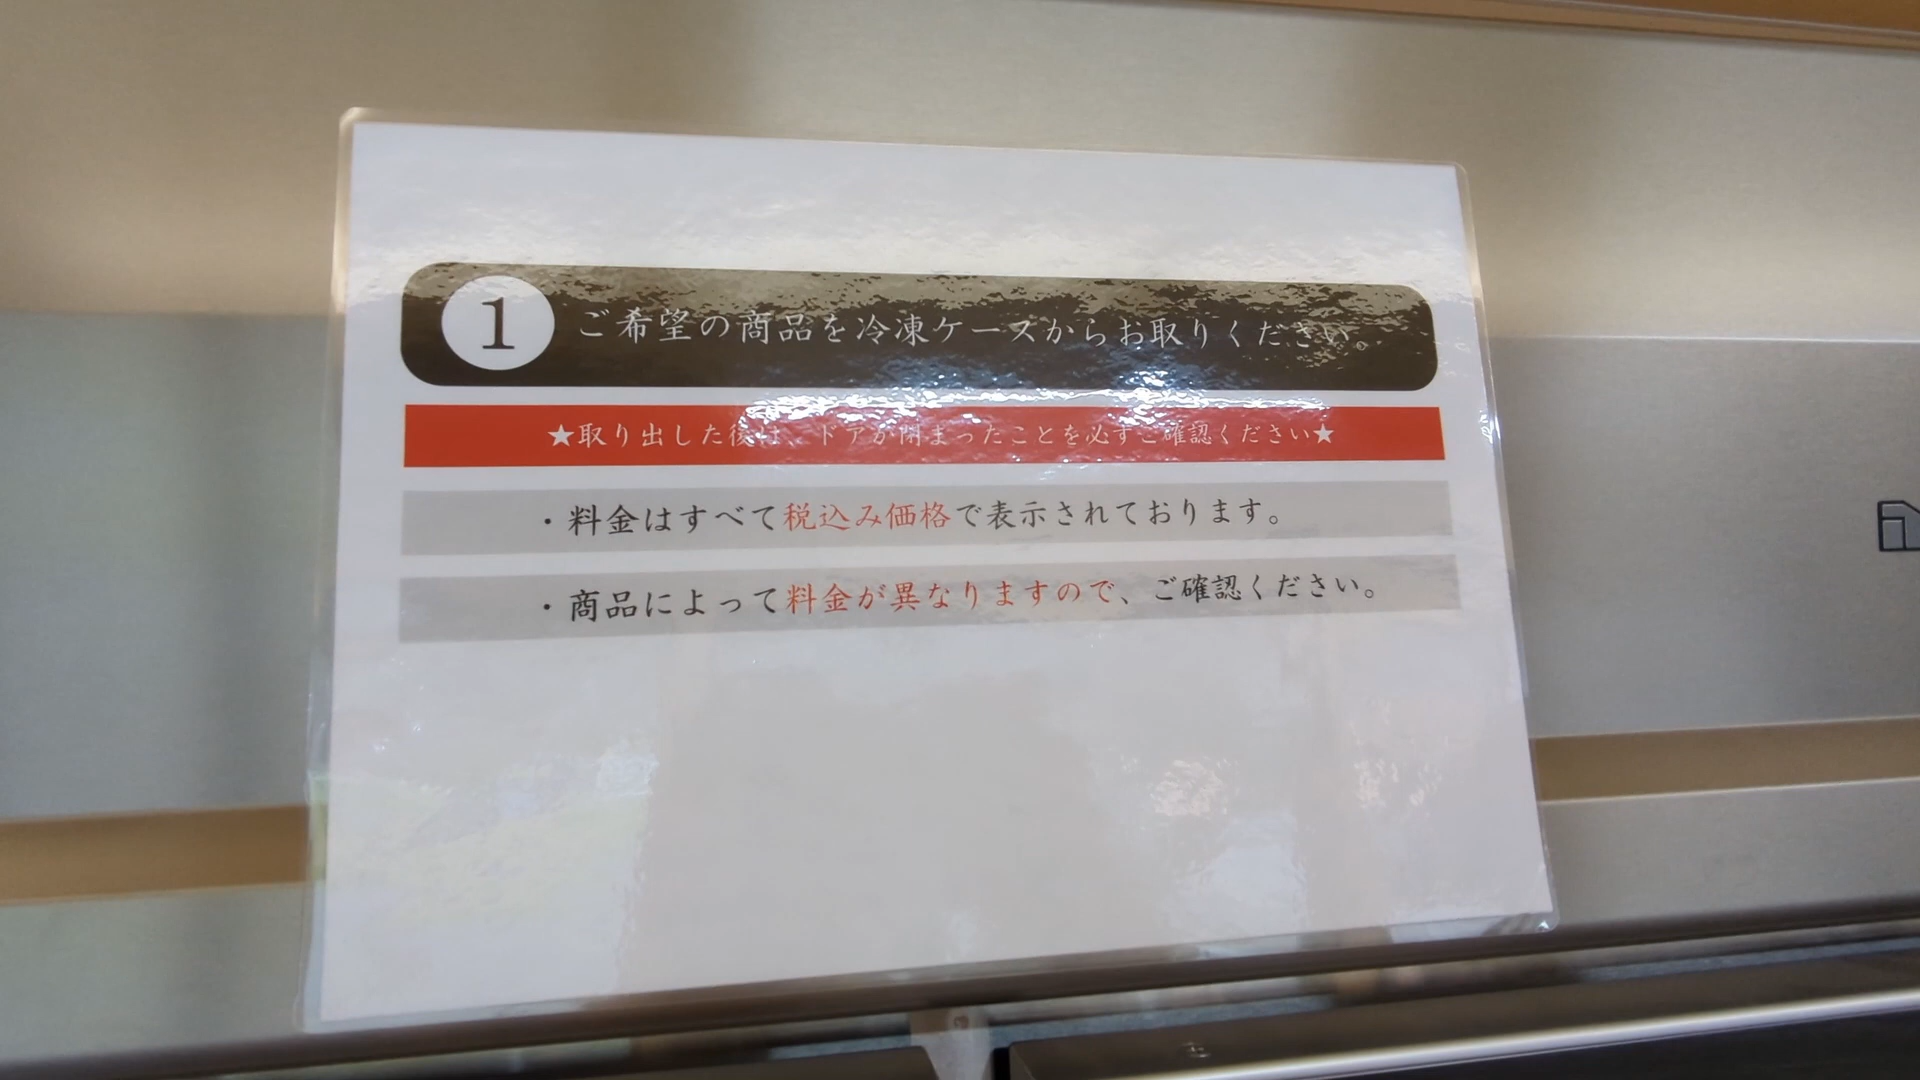 1 ご希望の商品を冷凍ケースからお取りください。
★取り出した後は、ドアが閉まったことを必ずご確認ください★
・料金はすべて税込み価格で表示されております。
・商品によって料金が異なりますので、ご確認ください。